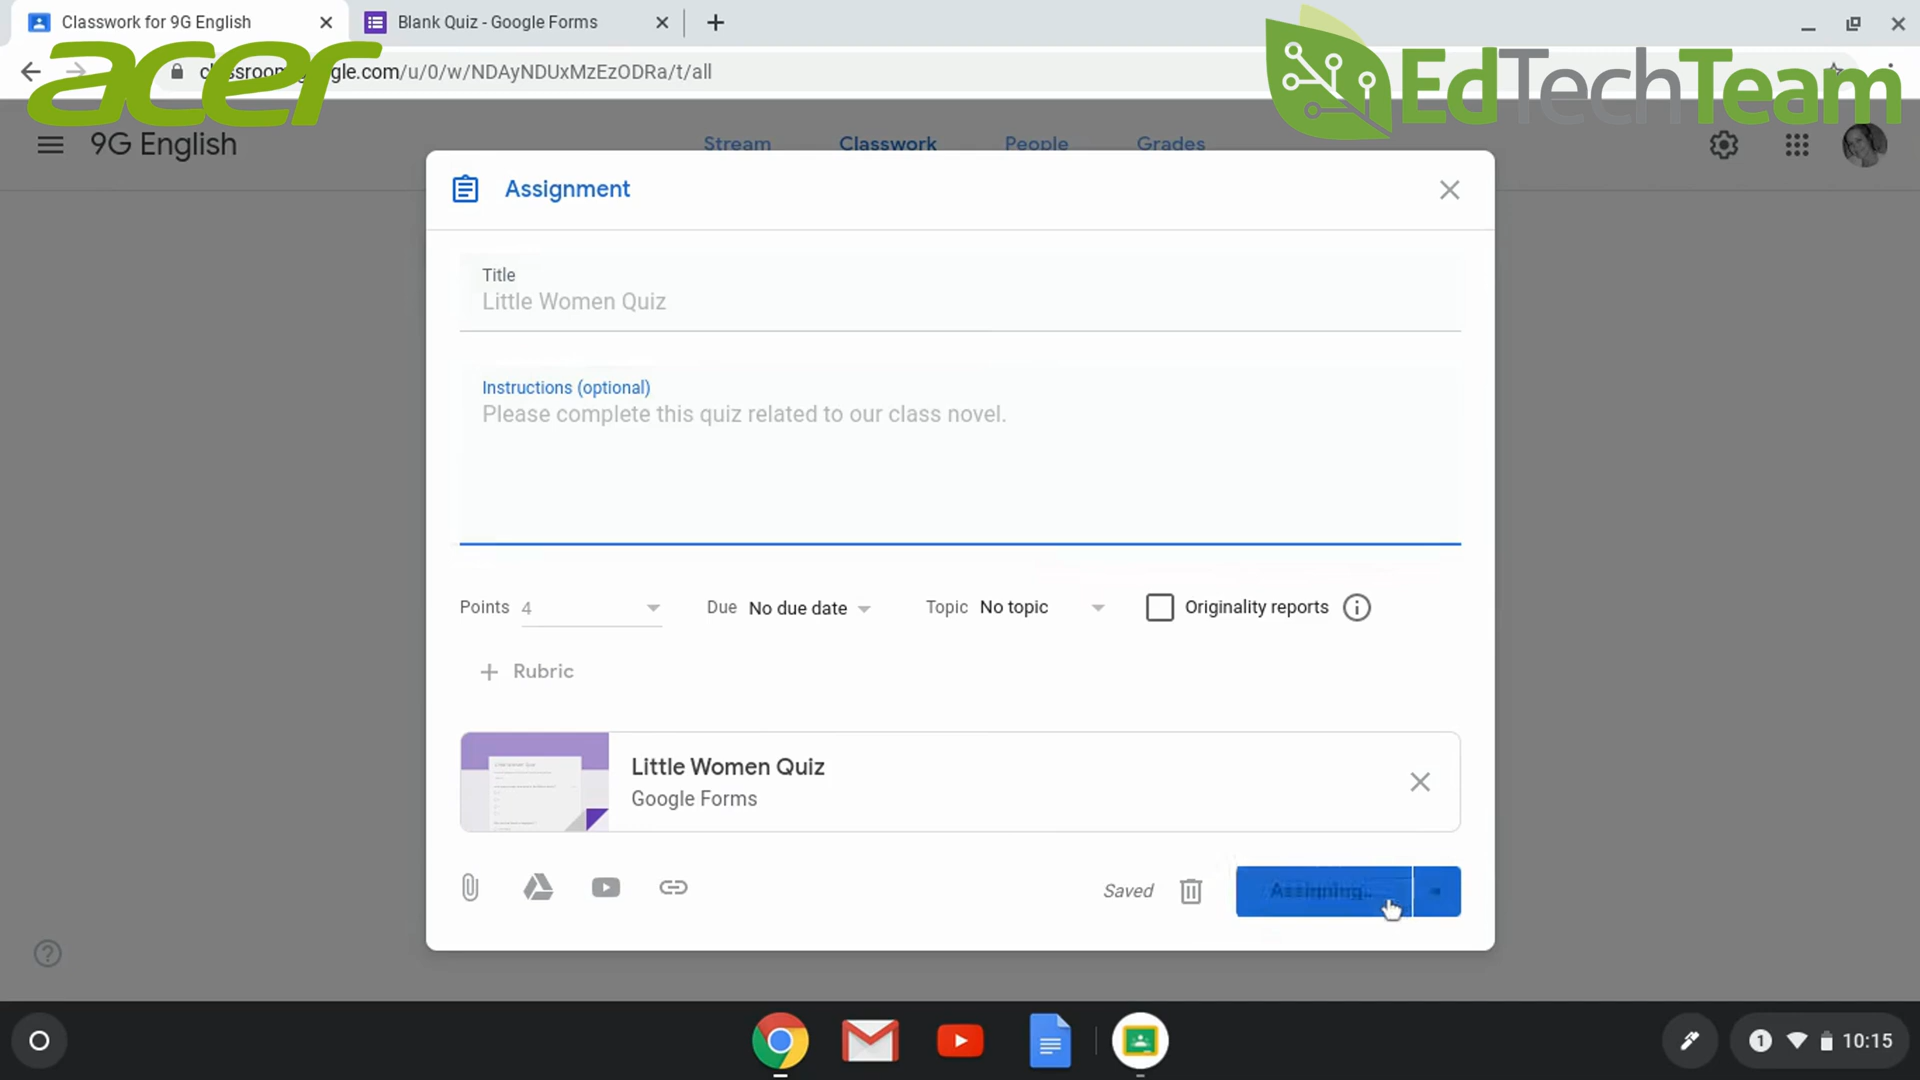 Classwork for 9G English
Blank Quiz - Google Forms
acer
EdTechTeam
gle.com/u/0/w/NDAyNDUxMzEzODRa/t/all
9G English
Stream
Classwork
People
Grades
Assignment
Title
Little Women Quiz
Instructions (optional)
Please complete this quiz related to our class novel.
Points 4
Due No due date
Topic No topic
Originality reports
+ Rubric
Little Women Quiz
Google Forms
Saved
Assigning...
1
10:15